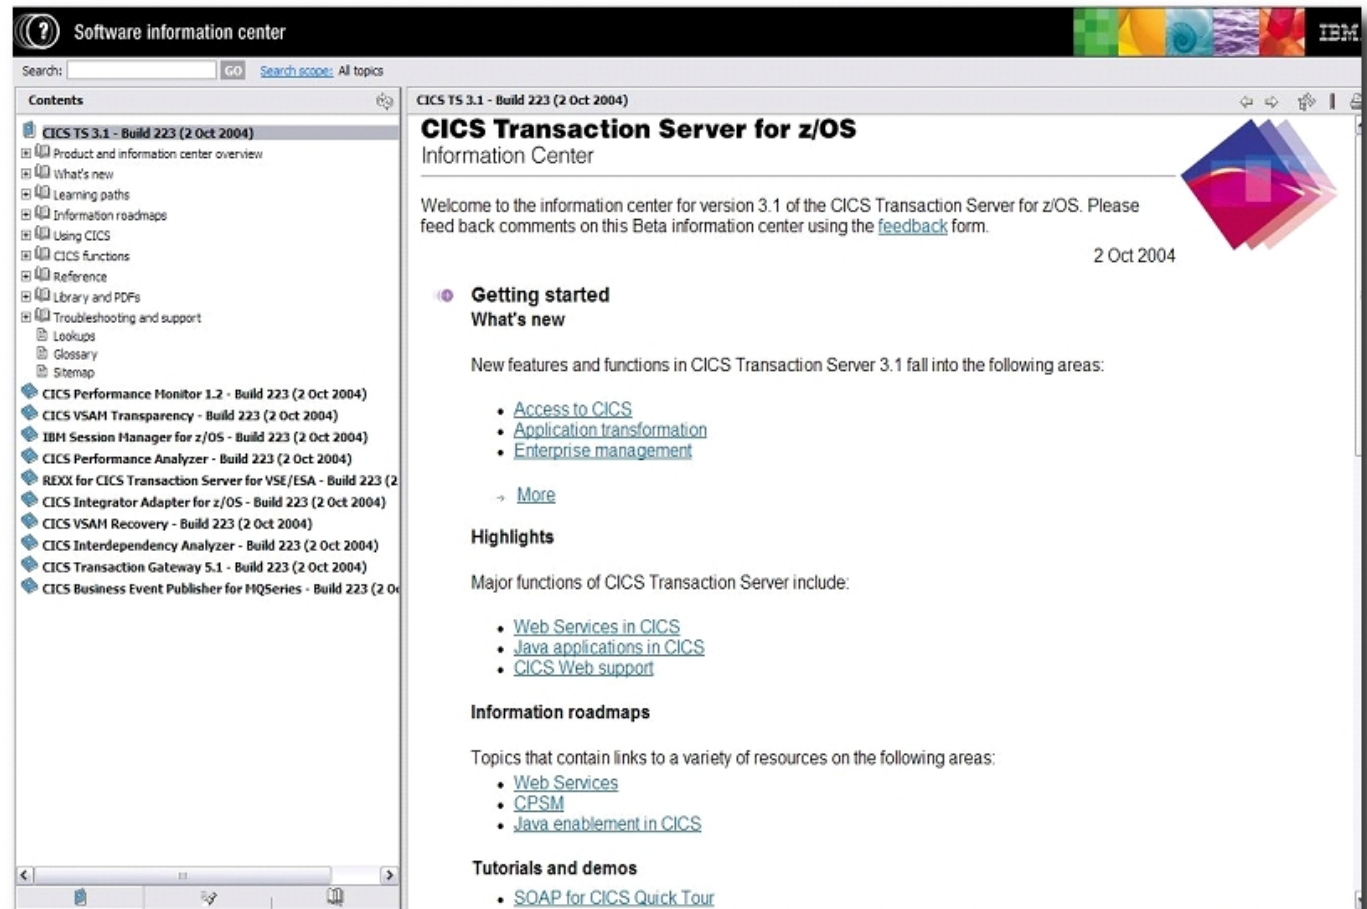 Software information center
IBM
Search:
GO
Search scope: All topics
Contents
CICS TS 3.1 - Build 223 (2 Oct 2004)
Product and information center overview
What's new
Learning paths
Information roadmaps
Using CICS
CICS functions
Reference
Library and PDFs
Troubleshooting and support
Lookups
Glossary
Sitemap
CICS Performance Monitor 1.2 - Build 223 (2 Oct 2004)
CICS VSAM Transparency - Build 223 (2 Oct 2004)
IBM Session Manager for z/OS - Build 223 (2 Oct 2004)
CICS Performance Analyzer - Build 223 (2 Oct 2004)
REXX for CICS Transaction Server for VSE/ESA - Build 223 (2
CICS Integrator Adapter for z/OS - Build 223 (2 Oct 2004)
CICS VSAM Recovery - Build 223 (2 Oct 2004)
CICS Interdependency Analyzer - Build 223 (2 Oct 2004)
CICS Transaction Gateway 5.1 - Build 223 (2 Oct 2004)
CICS Business Event Publisher for MQSeries - Build 223 (2 O
CICS TS 3.1 - Build 223 (2 Oct 2004)
CICS Transaction Server for z/OS
Information Center
Welcome to the information center for version 3.1 of the CICS Transaction Server for z/OS. Please
feed back comments on this Beta information center using the feedback form.
2 Oct 2004
Getting started
What's new
New features and functions in CICS Transaction Server 3.1 fall into the following areas:
• Access to CICS
• Application transformation
• Enterprise management
More
Highlights
Major functions of CICS Transaction Server include:
• Web Services in CICS
• Java applications in CICS
• CICS Web support
Information roadmaps
Topics that contain links to a variety of resources on the following areas:
• Web Services
• CPSM
• Java enablement in CICS
Tutorials and demos
• SOAP for CICS Quick Tour